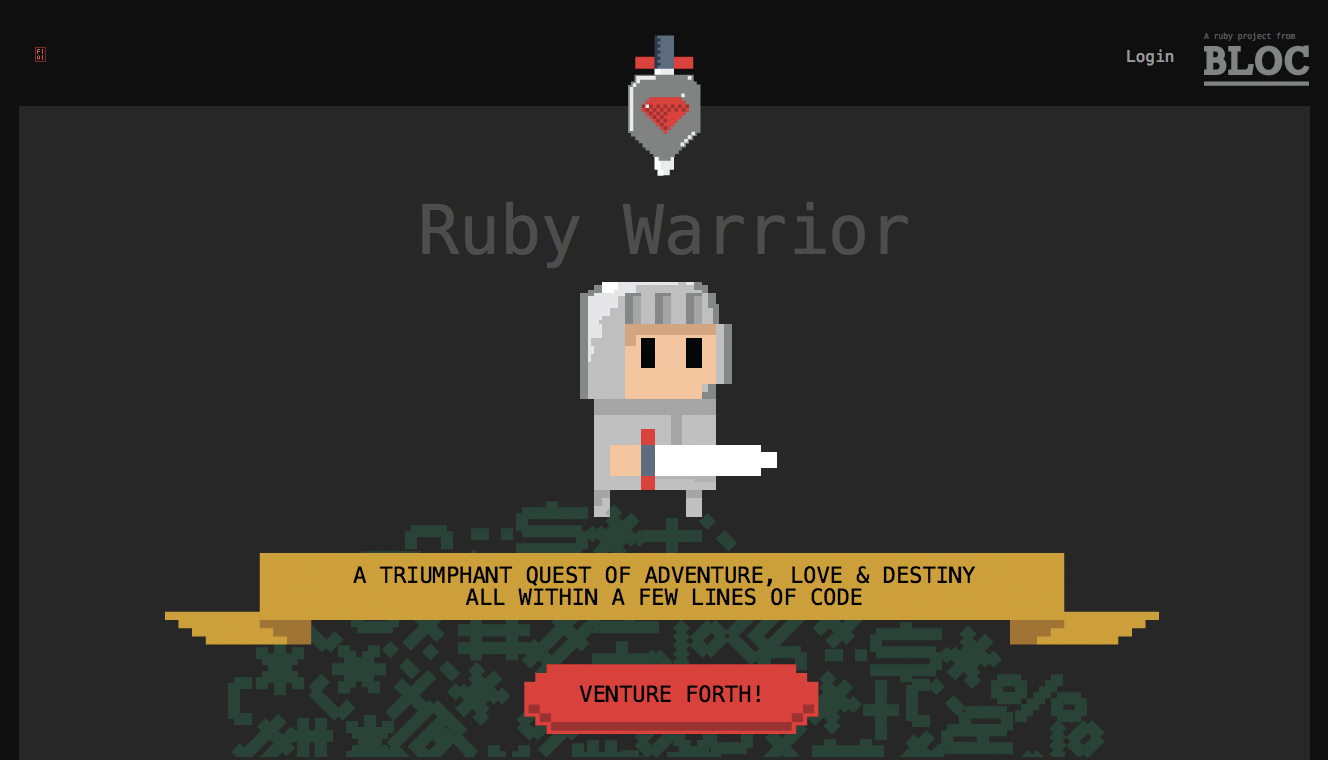 Login
A ruby project from
BLOC
Ruby Warrior
A TRIUMPHANT QUEST OF ADVENTURE, LOVE & DESTINY
ALL WITHIN A FEW LINES OF CODE
VENTURE FORTH!